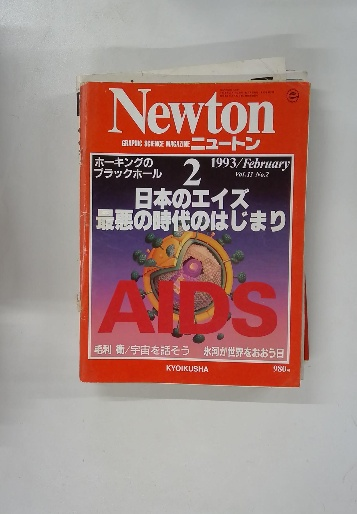 Newton
GRAPHIC SCIENCE MAGAZINE ニュートン
ホーキングの
ブラックホール
2
1993/February
Vol.13 No.2
日本のエイズ
最悪の時代のはじまり
AIDS
毛利 衛/宇宙を話そう
氷河が世界をおおう日
KYOIKUSHA
980